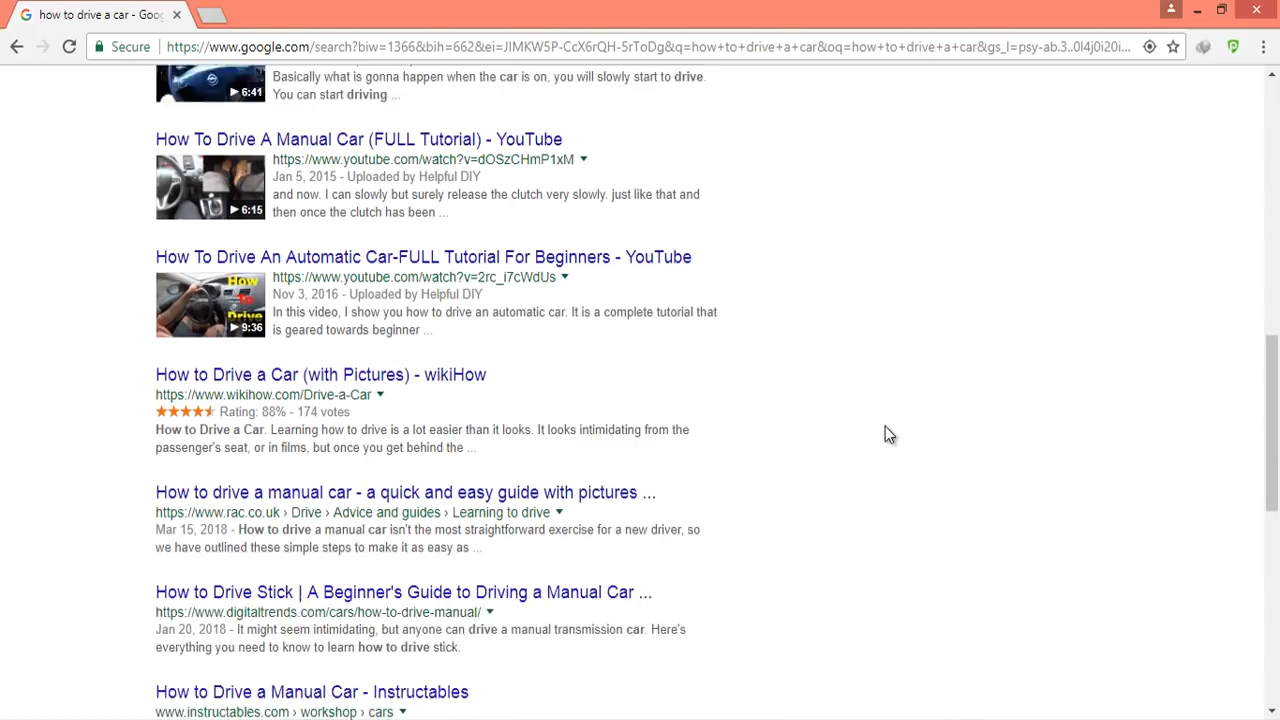 how to drive a car - Goog
Secure
https://www.google.com/search?biw=1366&bih=662&ei=JIMKW5P-CcX6rQH-5rToDg&q=how+to+drive+a+car&oq=how+to+drive+a+car&gs_l=psy-ab.3...0l4j0i20i...
Basically what is gonna happen when the car is on, you will slowly start to drive.
6:41
You can start driving ...
How To Drive A Manual Car (FULL Tutorial) - YouTube
https://www.youtube.com/watch?v=dOSzCHmP1xM
Jan 5, 2015 - Uploaded by Helpful DIY
and now. I can slowly but surely release the clutch very slowly. just like that and
6:15
then once the clutch has been ...
How To Drive An Automatic Car-FULL Tutorial For Beginners - YouTube
https://www.youtube.com/watch?v=2rc_i7cWdUs
How
To
Drive
Nov 3, 2016 - Uploaded by Helpful DIY
In this video, I show you how to drive an automatic car. It is a complete tutorial that
9:36
is geared towards beginner ...
How to Drive a Car (with Pictures) - wikiHow
https://www.wikihow.com/Drive-a-Car
Rating: 88% - 174 votes
How to Drive a Car. Learning how to drive is a lot easier than it looks. It looks intimidating from the
passenger's seat, or in films, but once you get behind the ...
How to drive a manual car - a quick and easy guide with pictures ...
https://www.rac.co.uk › Drive › Advice and guides › Learning to drive
Mar 15, 2018 - How to drive a manual car isn't the most straightforward exercise for a new driver, so
we have outlined these simple steps to make it as easy as ...
How to Drive Stick | A Beginner's Guide to Driving a Manual Car ...
https://www.digitaltrends.com/cars/how-to-drive-manual/
Jan 20, 2018 - It might seem intimidating, but anyone can drive a manual transmission car. Here's
everything you need to know to learn how to drive stick.
How to Drive a Manual Car - Instructables
www.instructables.com › workshop › cars